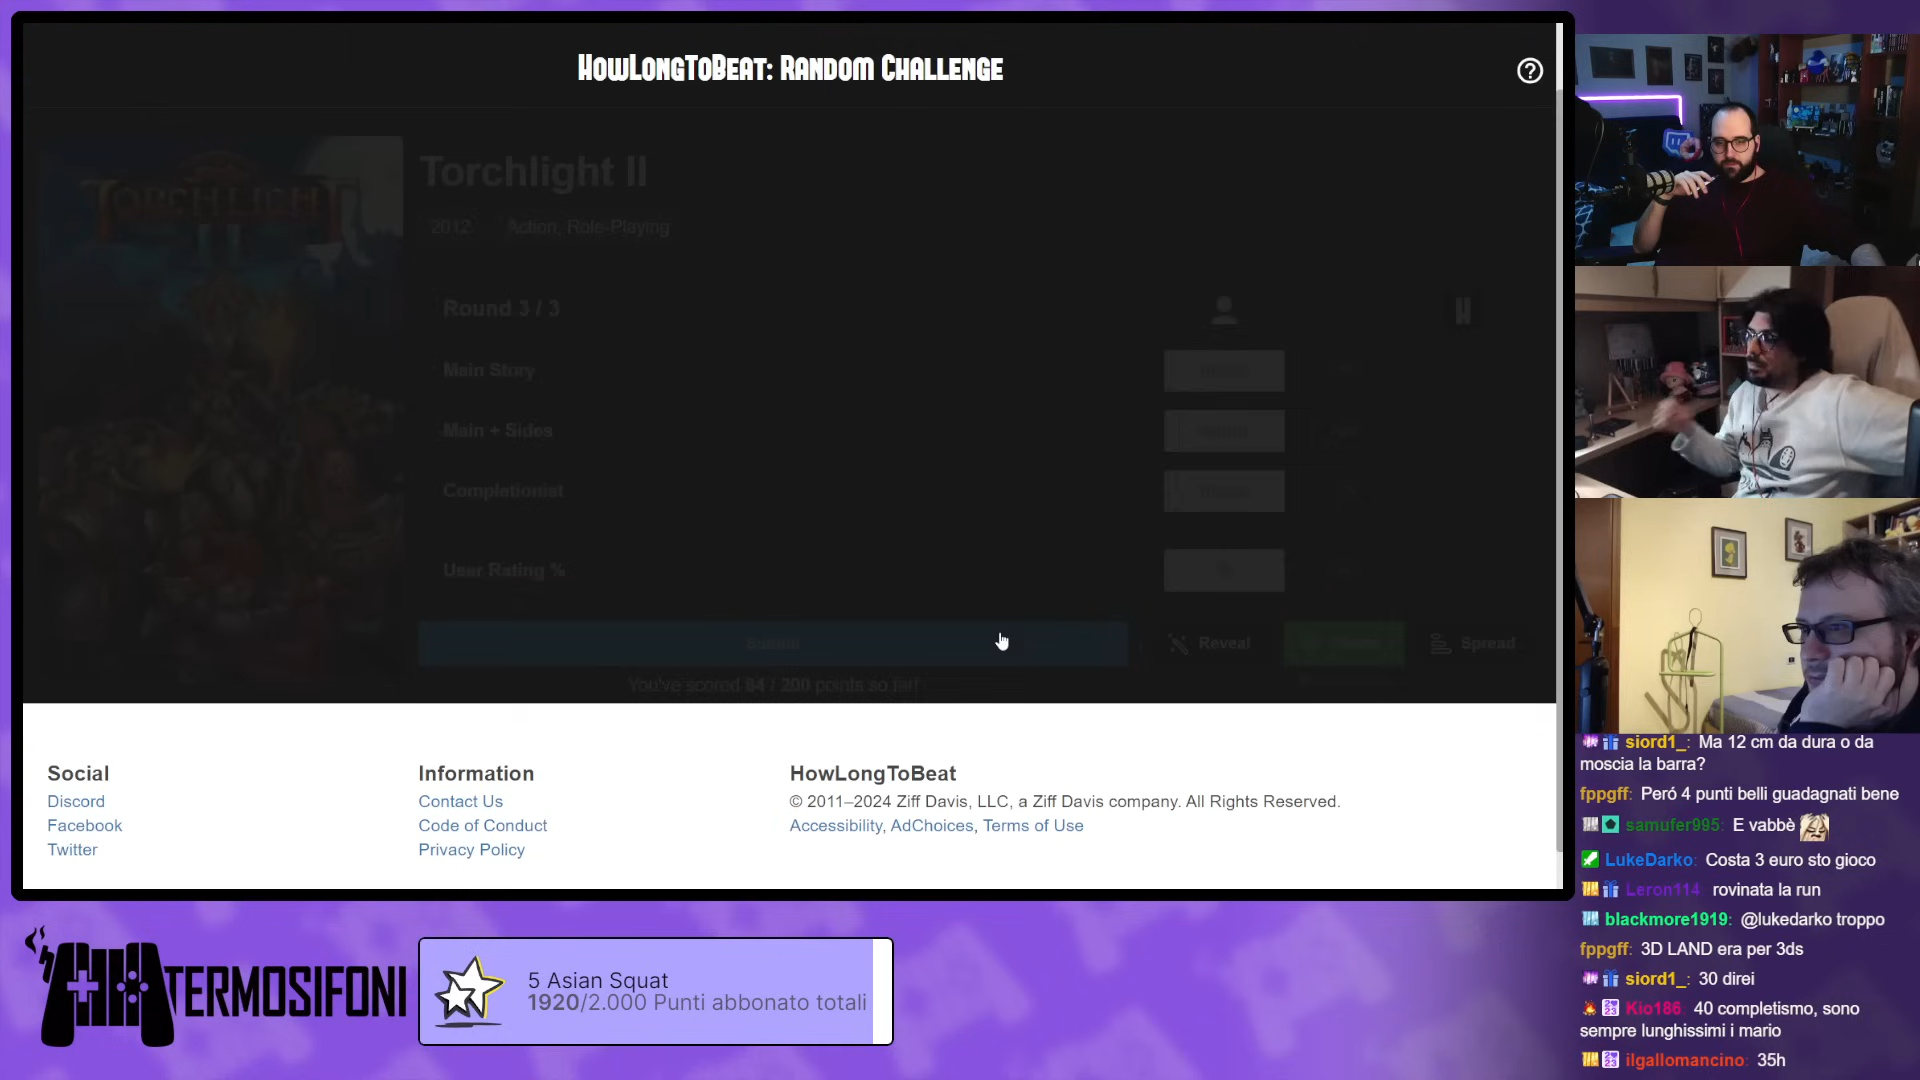 HowLongToBeat: Random Challenge
Torchlight II
TORCHLIGHT
II
2012
Action, Role-Playing
Round 3 / 3
Main Story
Main + Sides
Completionist
User Rating %
Submit
Reveal
Spread
You've scored 84 / 200 points so far!
Social
Discord
Facebook
Twitter
Information
Contact Us
Code of Conduct
Privacy Policy
HowLongToBeat
© 2011–2024 Ziff Davis, LLC, a Ziff Davis company. All Rights Reserved.
Accessibility, AdChoices, Terms of Use
TERMOSIFONI
5 Asian Squat
1920/2.000 Punti abbonato totali
siord1_: Ma 12 cm da dura o da
moscia la barra?
fppgff: Peró 4 punti belli guadagnati bene
samufer995: E vabbè
LukeDarko: Costa 3 euro sto gioco
Leron114 rovinata la run
blackmore1919: @lukedarko troppo
fppgff: 3D LAND era per 3ds
siord1_: 30 direi
Kio186: 40 completismo, sono
sempre lunghissimi i mario
ilgallomancino: 35h